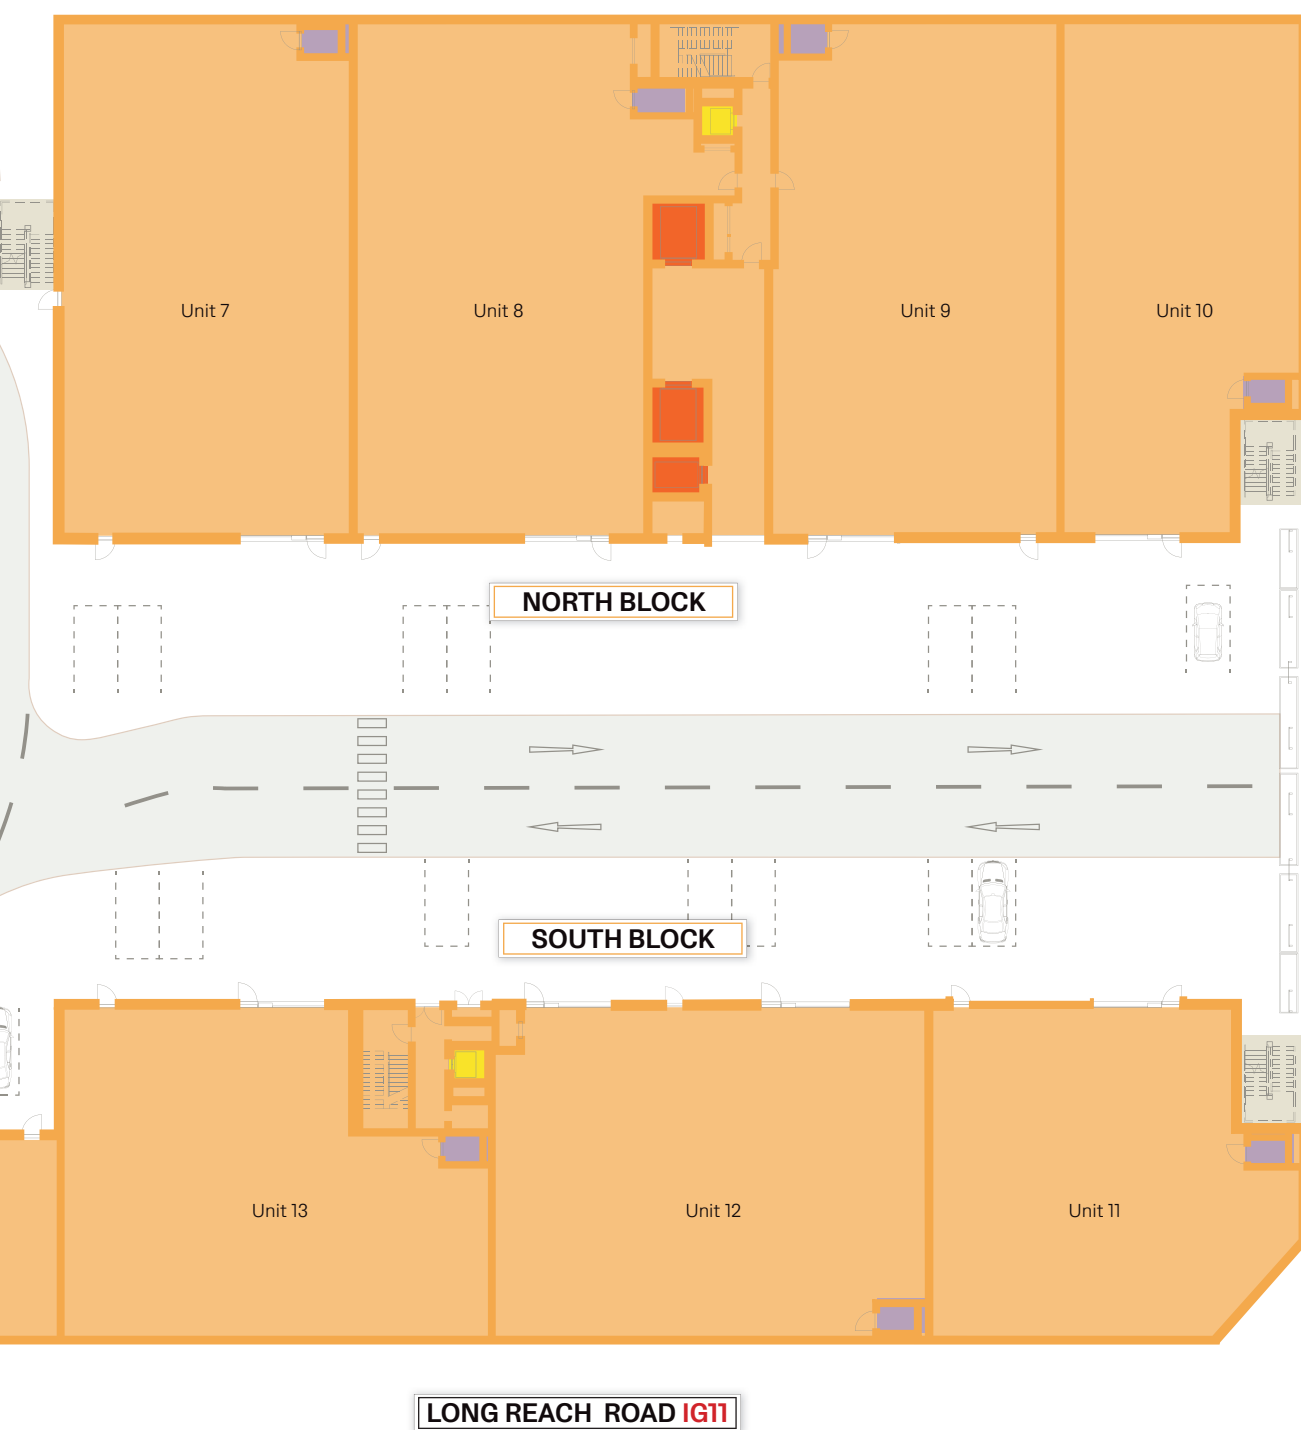 Unit 7
Unit 8
Unit 9
Unit 10
NORTH BLOCK
SOUTH BLOCK
Unit 13
Unit 12
Unit 11
LONG REACH ROAD IG11